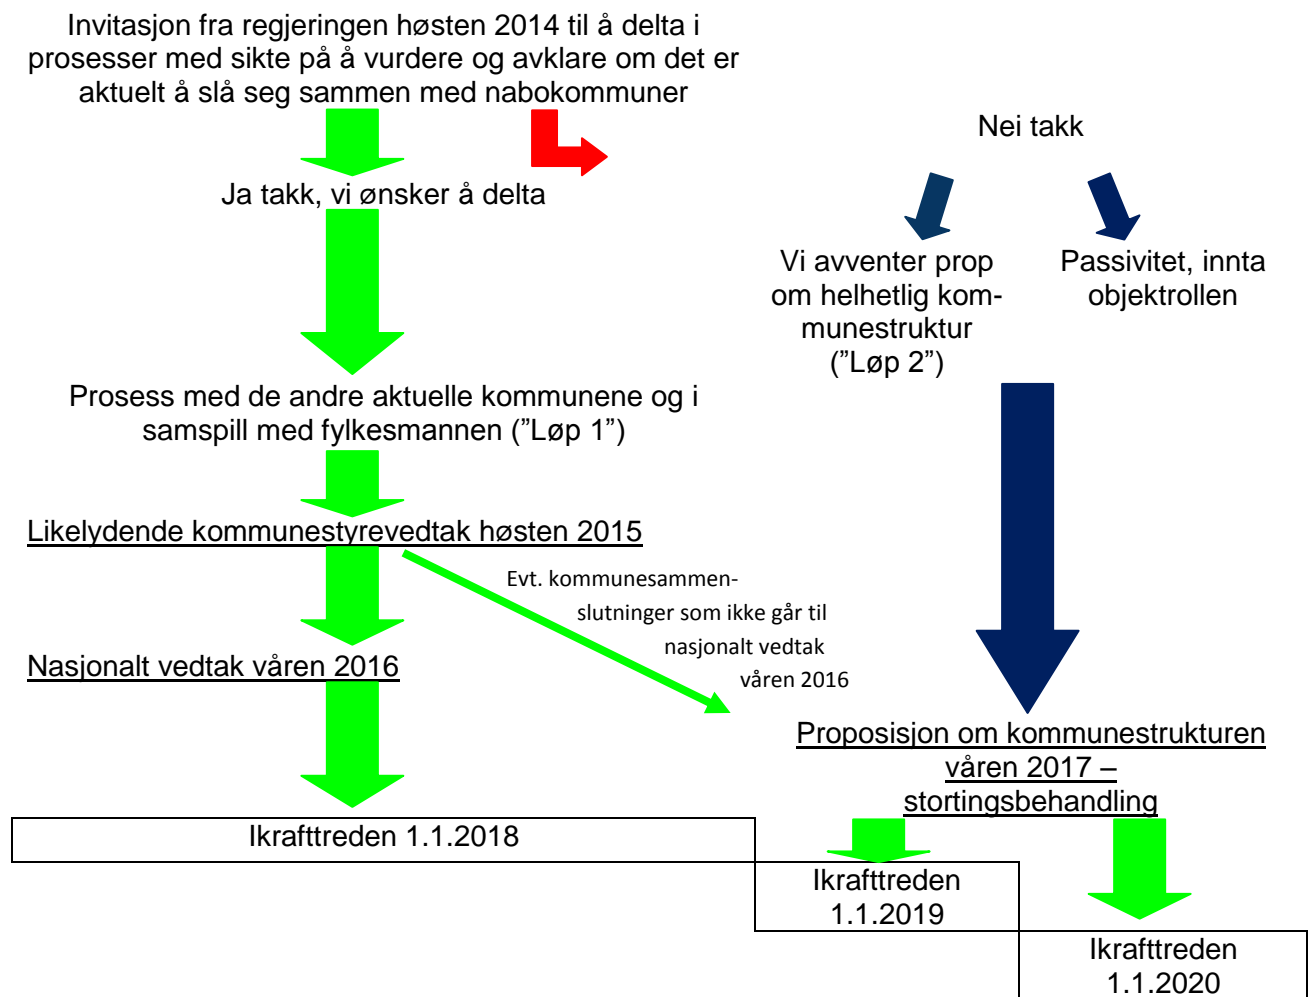 Invitasjon fra regjeringen høsten 2014 til å delta i
prosesser med sikte på å vurdere og avklare om det er
aktuelt å slå seg sammen med nabokommuner
Nei takk
Ja takk, vi ønsker å delta
Vi avventer prop
om helhetlig kom-
munestruktur
(”Løp 2”)
Passivitet, innta
objektrollen
Prosess med de andre aktuelle kommunene og i
samspill med fylkesmannen (”Løp 1”)
Likelydende kommunestyrevedtak høsten 2015
Evt. kommunesammen-
slutninger som ikke går til
nasjonalt vedtak
våren 2016
Nasjonalt vedtak våren 2016
Proposisjon om kommunestrukturen
våren 2017 –
stortingsbehandling
Ikrafttreden 1.1.2018
Ikrafttreden
1.1.2019
Ikrafttreden
1.1.2020